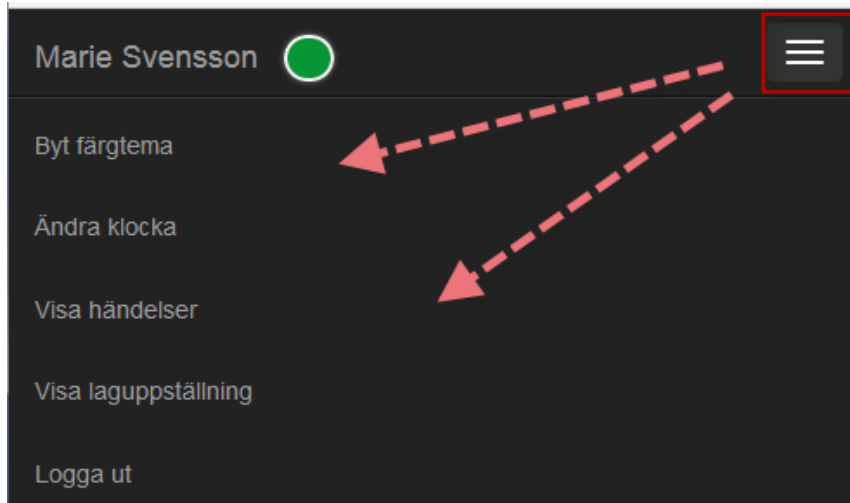 Marie Svensson
Byt färgtema
Ändra klocka
Visa händelser
Visa laguppställning
Logga ut